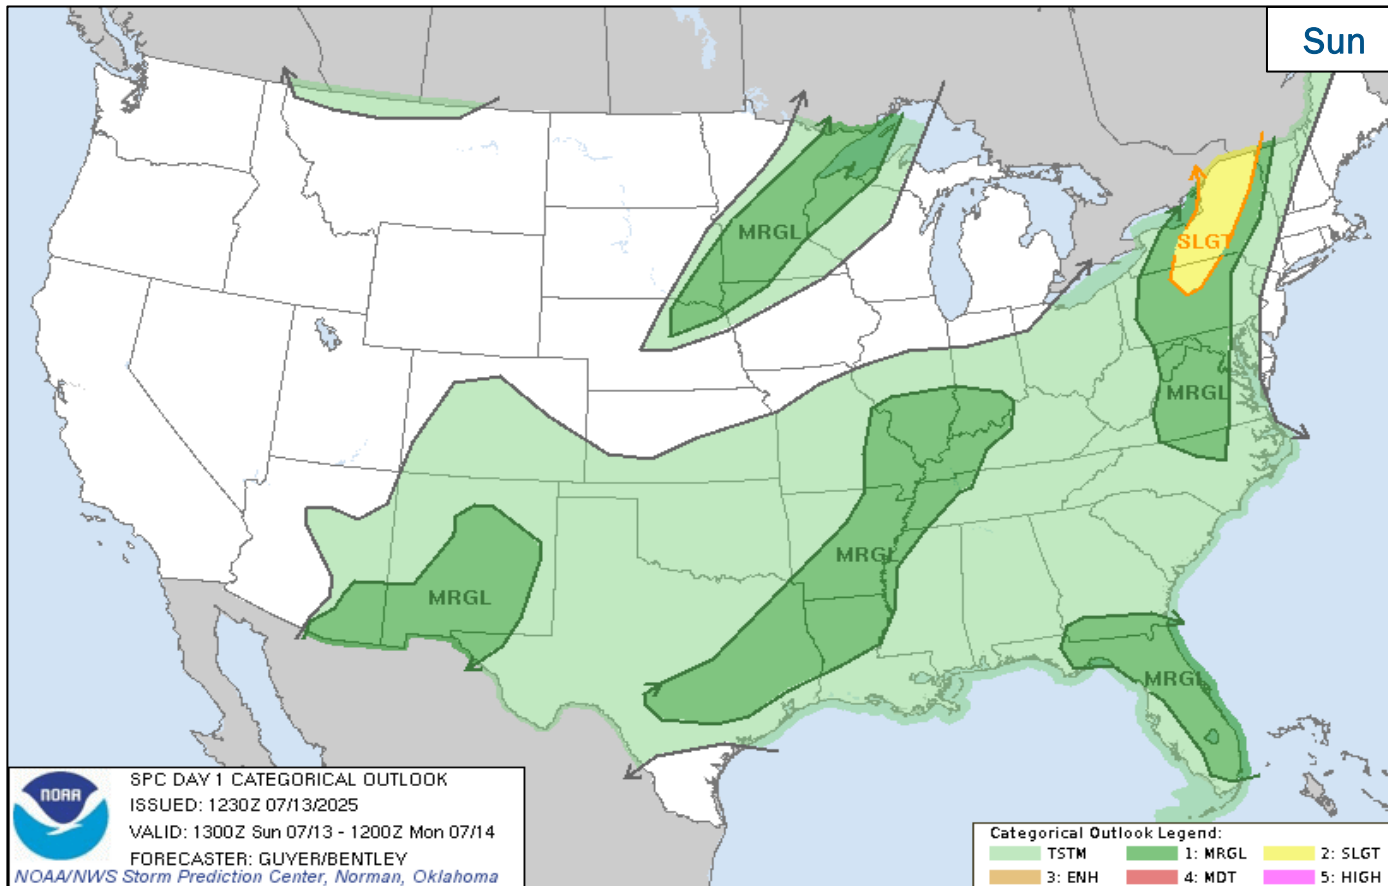 Sun
MRGL
SLGT
MRGL
MRGL
MRGL
MRGL
NOAA
SPC DAY 1 CATEGORICAL OUTLOOK
ISSUED: 1230Z 07/13/2025
VALID: 1300Z Sun 07/13 - 1200Z Mon 07/14
FORECASTER: GUYER/BENTLEY
NOAA/NWS Storm Prediction Center, Norman, Oklahoma
Categorical Outlook Legend:
TSTM 1: MRGL 2: SLGT
3: ENH 4: MDT 5: HIGH